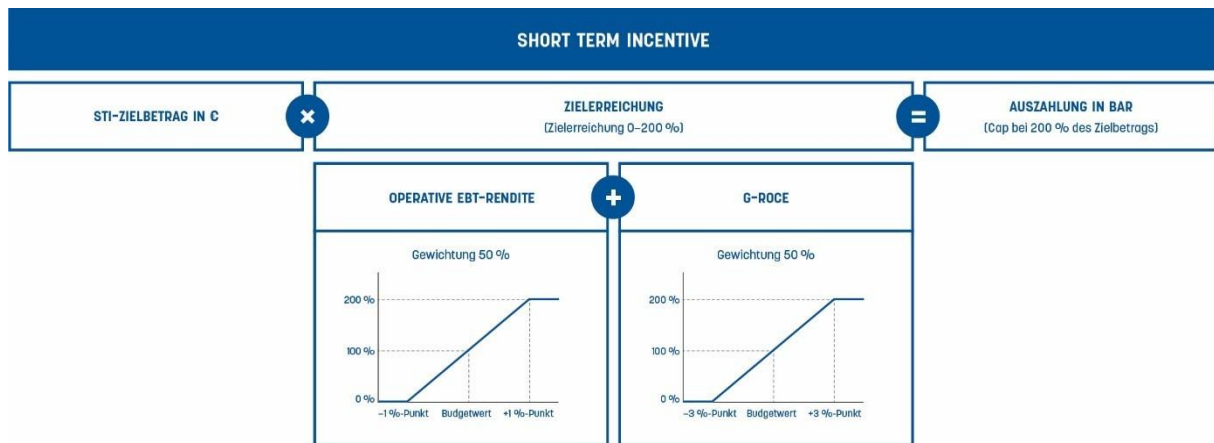 SHORT TERM INCENTIVE
STI-ZIELBETRAG IN €
×
ZIELERREICHUNG
(Zielerreichung 0–200 %)
=
AUSZAHLUNG IN BAR
(Cap bei 200 % des Zielbetrags)
OPERATIVE EBT-RENDITE
+
G-ROCE
Gewichtung 50 %
200 %
100 %
0 %
–1 %-Punkt Budgetwert +1 %-Punkt
Gewichtung 50 %
200 %
100 %
0 %
–3 %-Punkt Budgetwert +3 %-Punkt